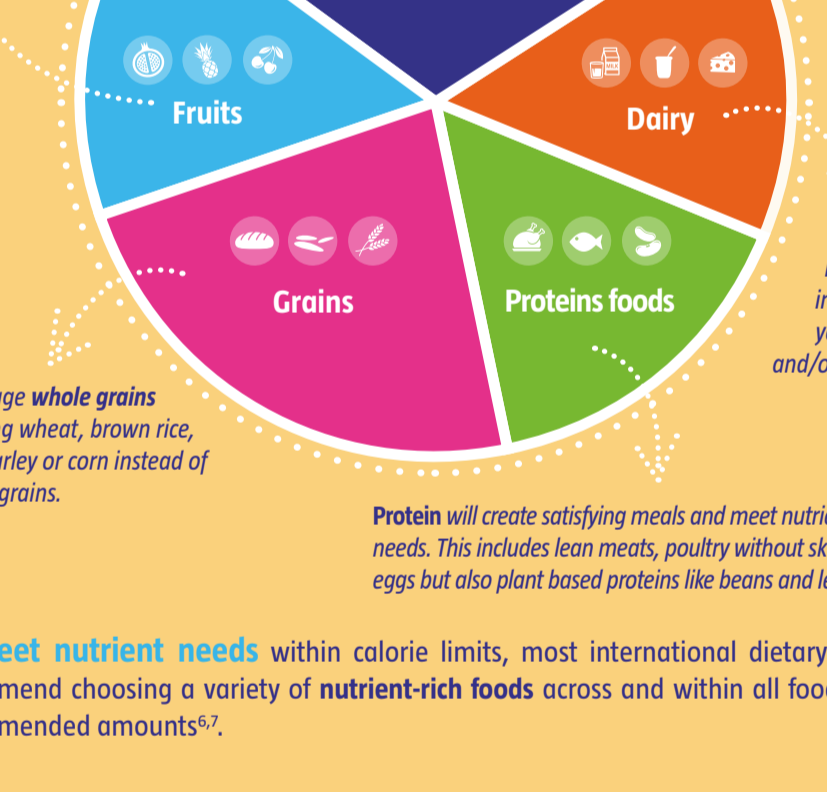 Fruits
MILK
Dairy
Grains
Proteins foods
whole grains
wheat, brown rice,
or corn instead of
grains.
and/o
Protein will create satisfying meals and meet nutri
needs. This includes lean meats, poultry without sk
eggs but also plant based proteins like beans and le
eet nutrient needs within calorie limits, most international dietary
mend choosing a variety of nutrient-rich foods across and within all foo
mended amounts⁶,⁷.